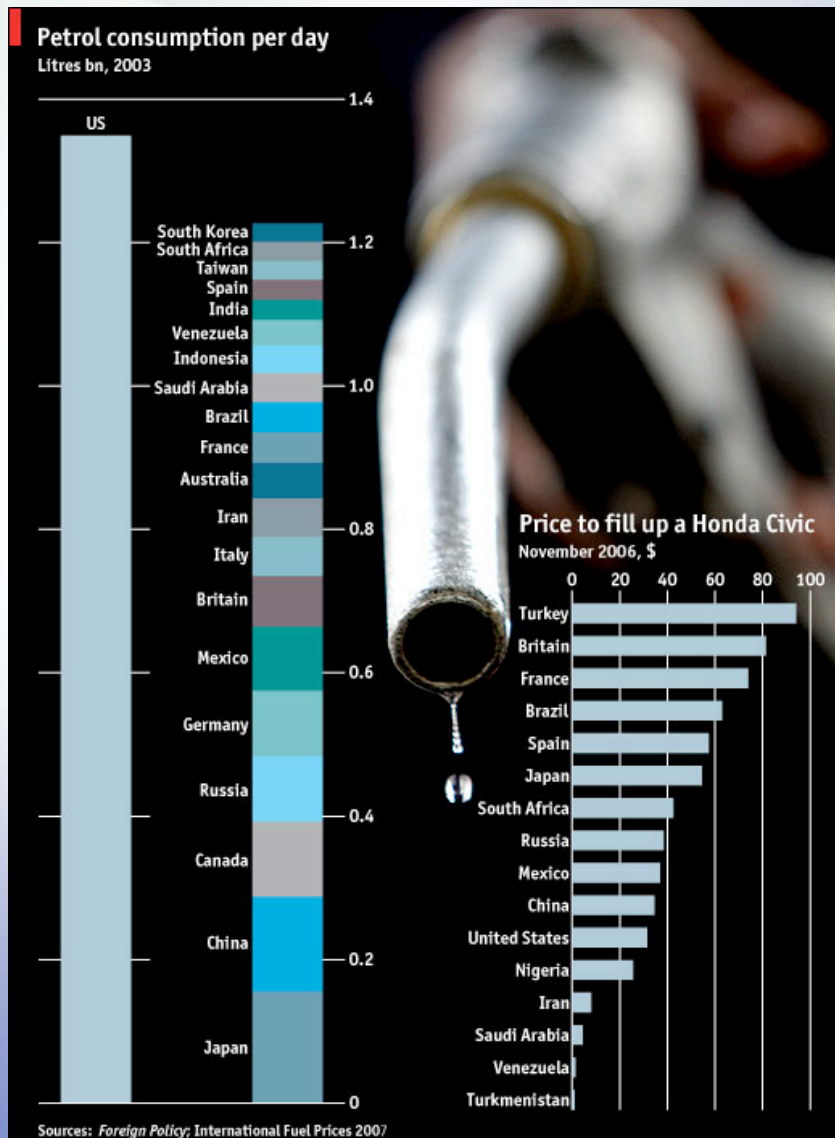 Petrol consumption per day
Litres bn, 2003
1.4
US
South Korea
1.2
South Africa
Taiwan
Spain
India
Venezuela
Indonesia
Saudi Arabia
1.0
Brazil
France
Australia
Iran
0.8
Italy
Britain
Mexico
0.6
Germany
Russia
0.4
Canada
China
0.2
Japan
0
Price to fill up a Honda Civic
November 2006, $
0 20 40 60 80 100
Turkey
Britain
France
Brazil
Spain
Japan
South Africa
Russia
Mexico
China
United States
Nigeria
Iran
Saudi Arabia
Venezuela
Turkmenistan
Sources: Foreign Policy; International Fuel Prices 2007